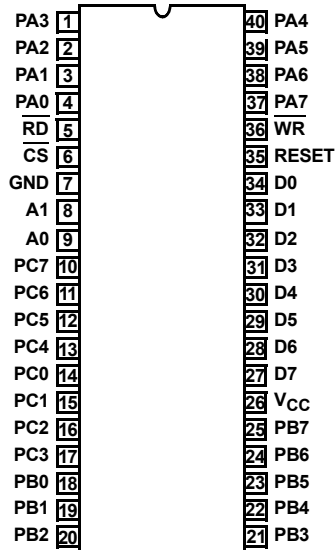 PA3 1 40 PA4
PA2 2 39 PA5
PA1 3 38 PA6
PA0 4 37 PA7
R̅D̅ 5 36 W̅R̅
C̅S̅ 6 35 RESET
GND 7 34 D0
A1 8 33 D1
A0 9 32 D2
PC7 10 31 D3
PC6 11 30 D4
PC5 12 29 D5
PC4 13 28 D6
PC0 14 27 D7
PC1 15 26 VCC
PC2 16 25 PB7
PC3 17 24 PB6
PB0 18 23 PB5
PB1 19 22 PB4
PB2 20 21 PB3